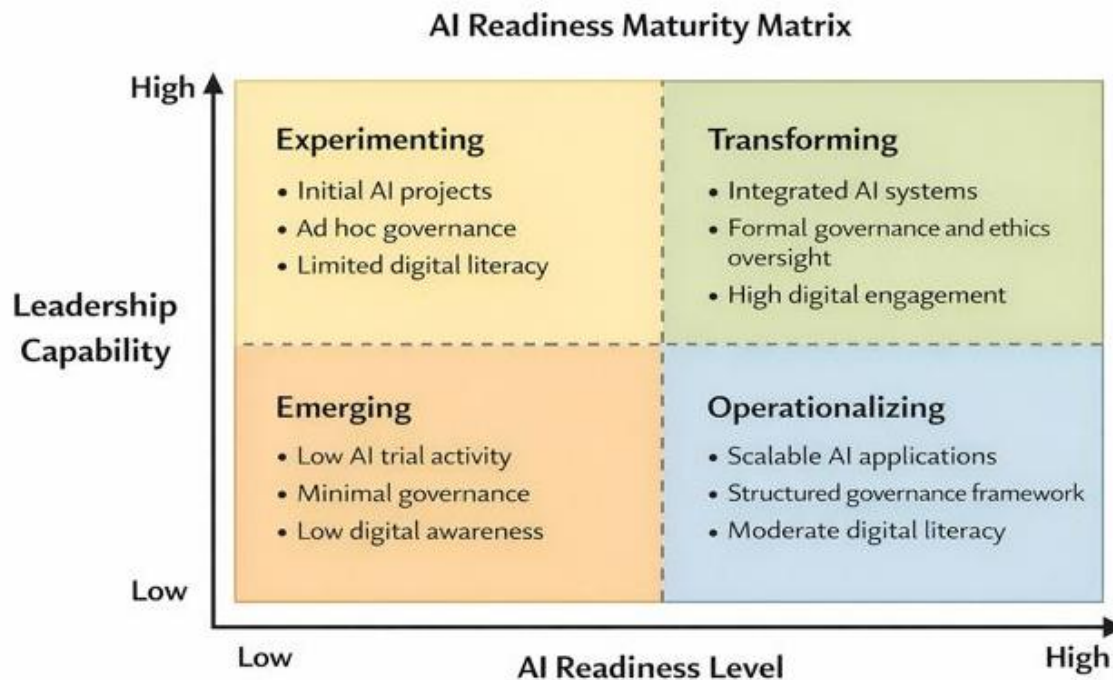 AI Readiness Maturity Matrix
High
Experimenting
• Initial AI projects
• Ad hoc governance
• Limited digital literacy
Transforming
• Integrated AI systems
• Formal governance and ethics
oversight
• High digital engagement
Leadership
Capability
Emerging
• Low AI trial activity
• Minimal governance
• Low digital awareness
Operationalizing
• Scalable AI applications
• Structured governance framework
• Moderate digital literacy
Low
Low
AI Readiness Level
High